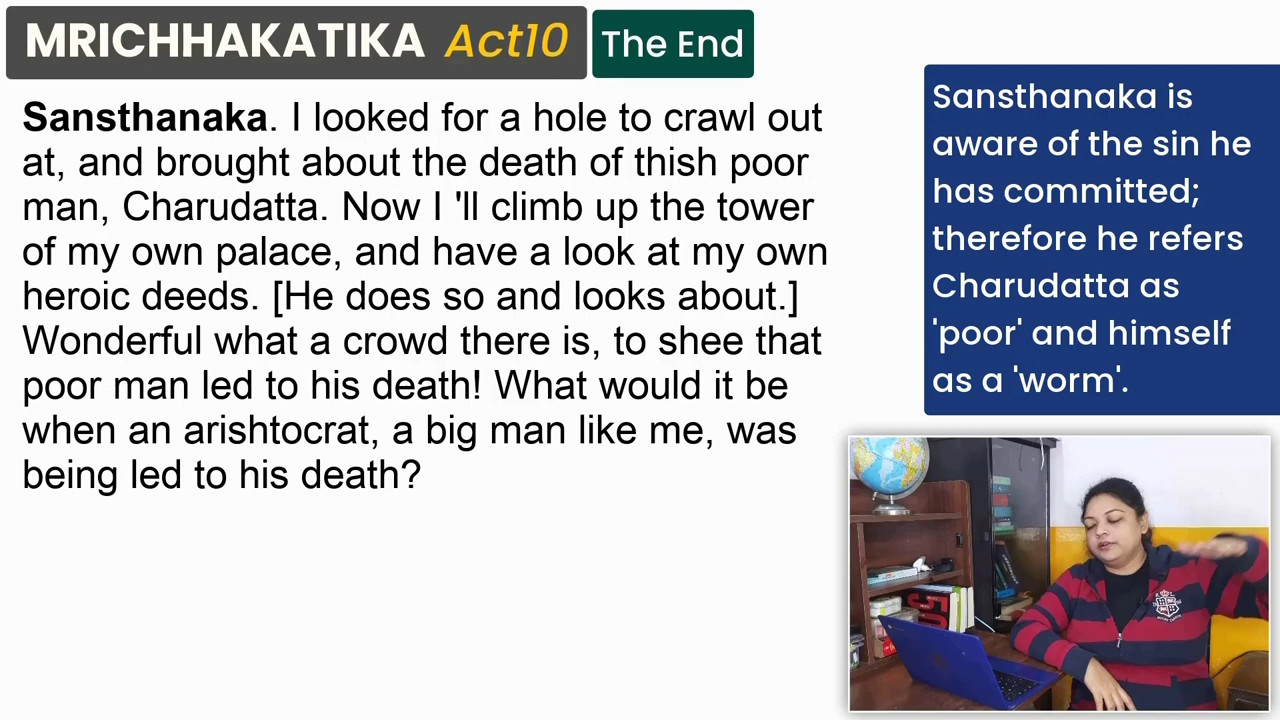 MRICHHAKATIKA Act10 The End
Sansthanaka. I looked for a hole to crawl out
at, and brought about the death of thish poor
man, Charudatta. Now I 'll climb up the tower
of my own palace, and have a look at my own
heroic deeds. [He does so and looks about.]
Wonderful what a crowd there is, to shee that
poor man led to his death! What would it be
when an arishtocrat, a big man like me, was
being led to his death?
Sansthanaka is
aware of the sin he
has committed;
therefore he refers
Charudatta as
'poor' and himself
as a 'worm'.